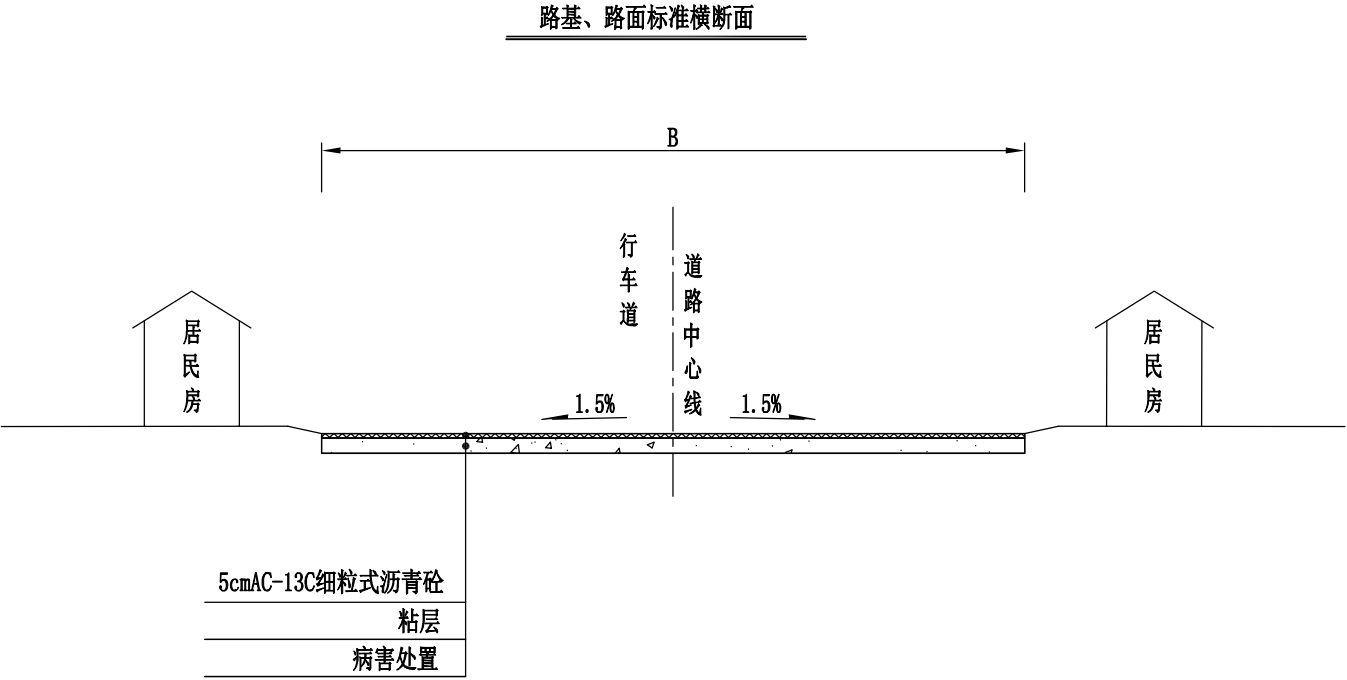 路基、路面标准横断面
B
行车道
道路中心线
居民房
居民房
1.5%
1.5%
5cmAC-13C细粒式沥青砼
粘层
病害处置